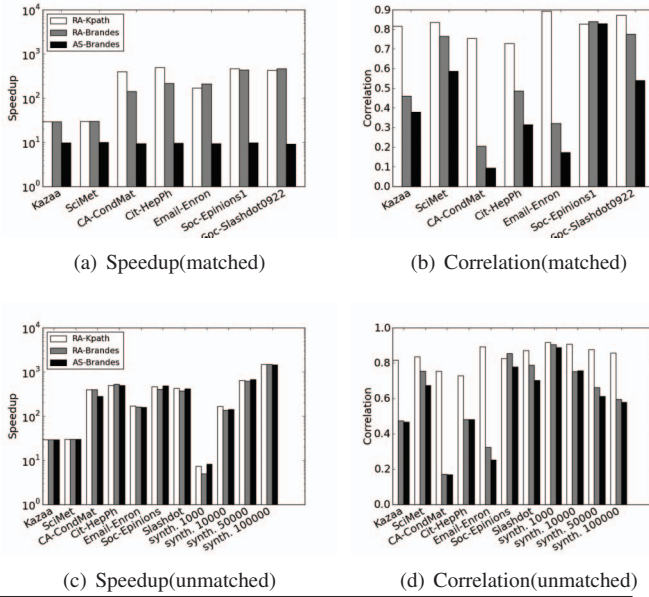 RA-Kpath
RA-Brandes
AS-Brandes
Speedup
10^4
10^3
10^2
10^1
10^0
Kazaa
SciMet
CA-CondMat
Cit-HepPh
Email-Enron
Soc-Epinions1
Soc-Slashdot0922
(a) Speedup(matched)
Correlation
0.9
0.8
0.7
0.6
0.5
0.4
0.3
0.2
0.1
0.0
Kazaa
SciMet
CA-CondMat
Cit-HepPh
Email-Enron
Soc-Epinions1
Soc-Slashdot0922
(b) Correlation(matched)
RA-Kpath
RA-Brandes
AS-Brandes
Speedup
10^4
10^3
10^2
10^1
10^0
Kazaa
SciMet
CA-CondMat
Cit-HepPh
Email-Enron
Soc-Epinions
Slashdot
synth. 1000
synth. 10000
synth. 50000
synth. 100000
(c) Speedup(unmatched)
Correlation
1.0
0.8
0.6
0.4
0.2
0.0
Kazaa
SciMet
CA-CondMat
Cit-HepPh
Email-Enron
Soc-Epinions
Slashdot
synth. 1000
synth. 10000
synth. 50000
synth. 100000
(d) Correlation(unmatched)